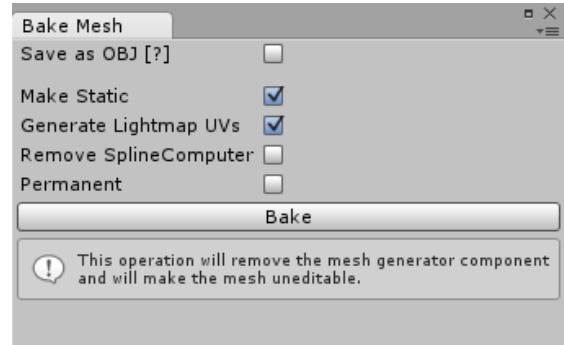 Bake Mesh
Save as OBJ [?]
Make Static
Generate Lightmap UVs
Remove SplineComputer
Permanent
Bake
This operation will remove the mesh generator component
and will make the mesh uneditable.